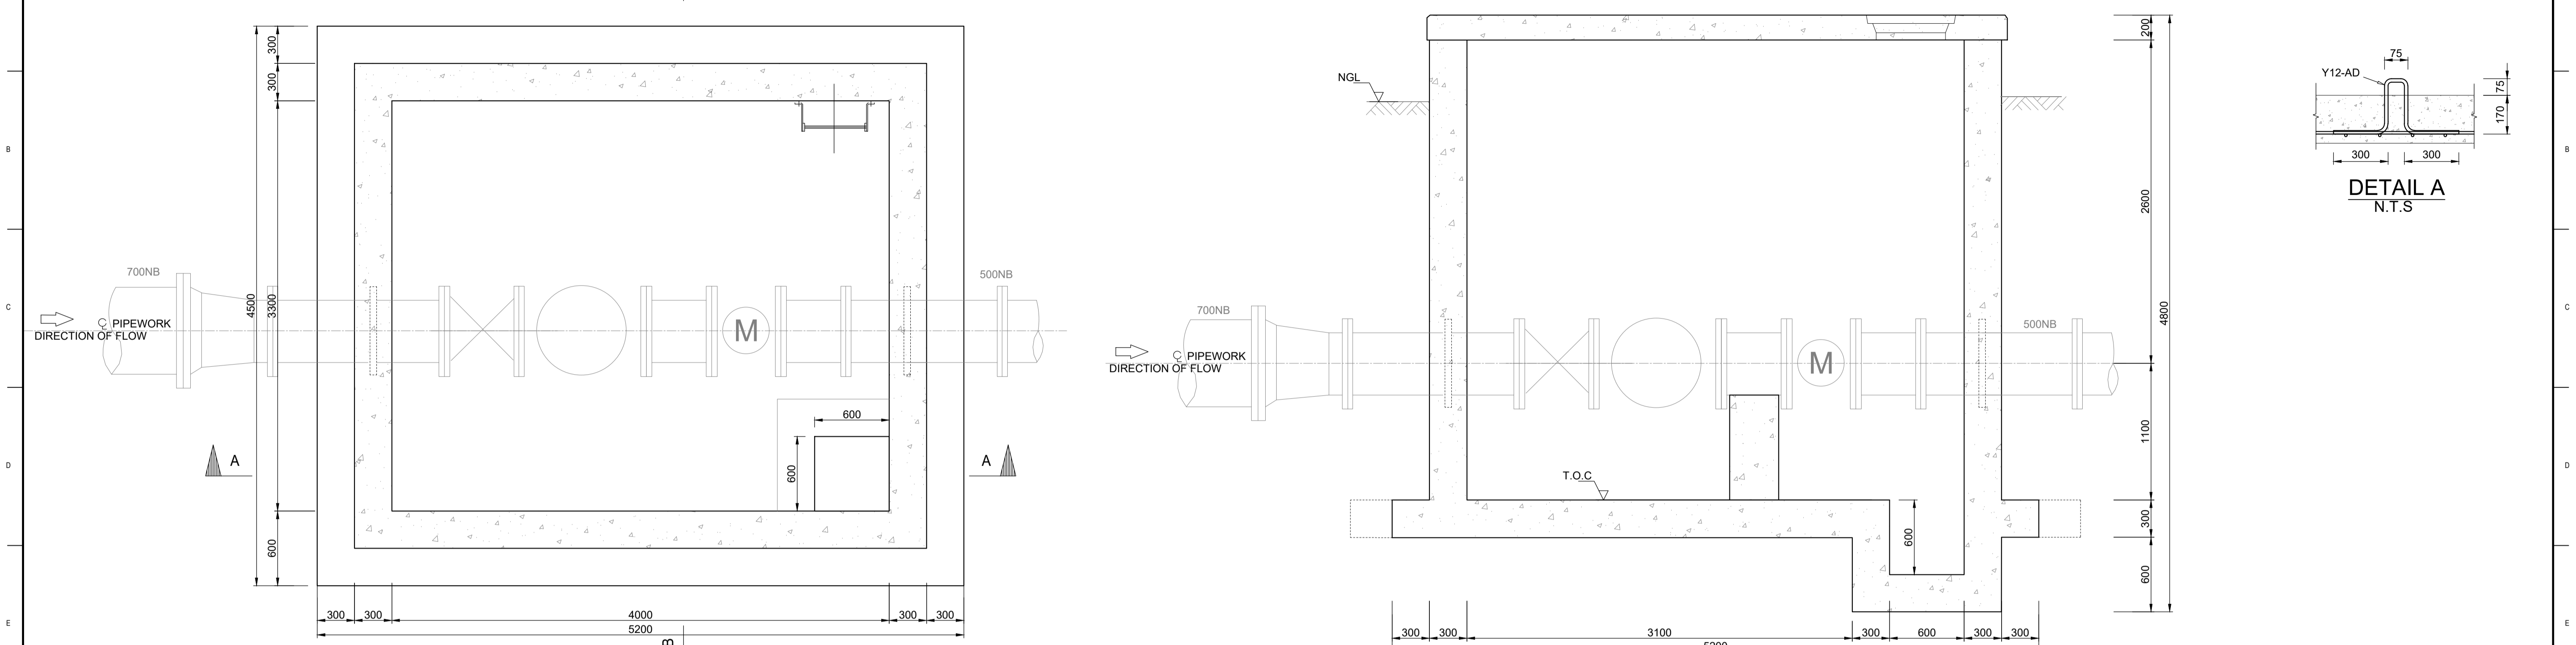 300
300
3300
4500
600
700NB
℄ PIPEWORK
DIRECTION OF FLOW
M
500NB
600
600
A
A
300
300
4000
300
300
5200
B
NGL
700NB
℄ PIPEWORK
DIRECTION OF FLOW
M
500NB
T.O.C
600
200
2600
4800
1100
300
600
300
300
3100
300
600
300
300
Y12-AD
75
75
170
300
300
DETAIL A
N.T.S
B
C
D
E
B
C
D
E